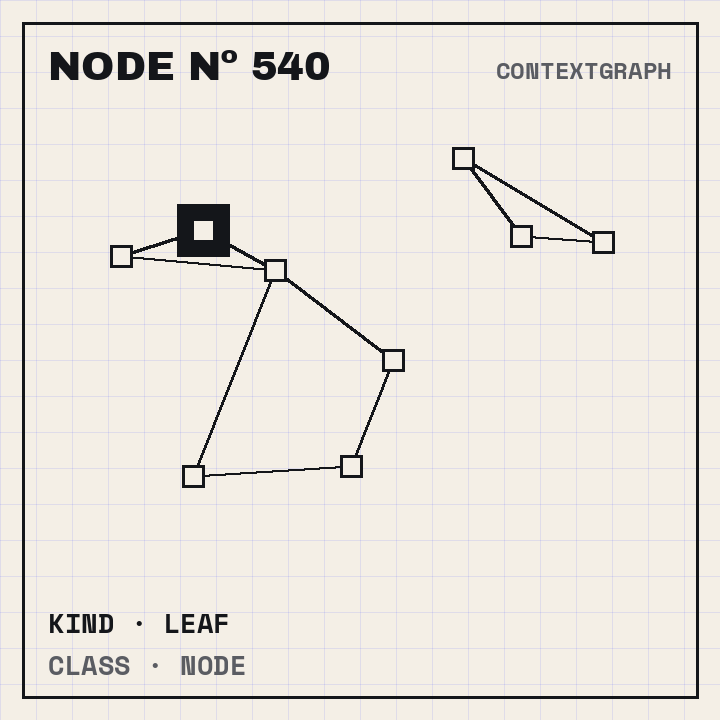 NODE Nº 540
CONTEXTGRAPH
KIND · LEAF
CLASS · NODE